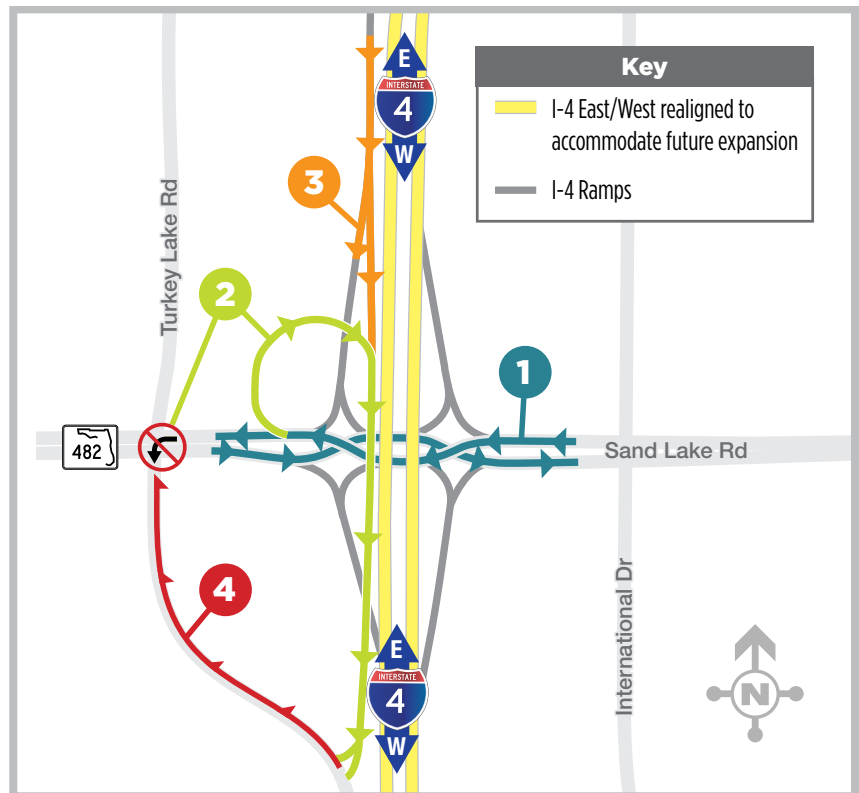 E
INTERSTATE
4
W
Key
I-4 East/West realigned to
accommodate future expansion
I-4 Ramps
3
Turkey Lake Rd
2
1
482
Sand Lake Rd
4
International Dr
E
INTERSTATE
4
W
N